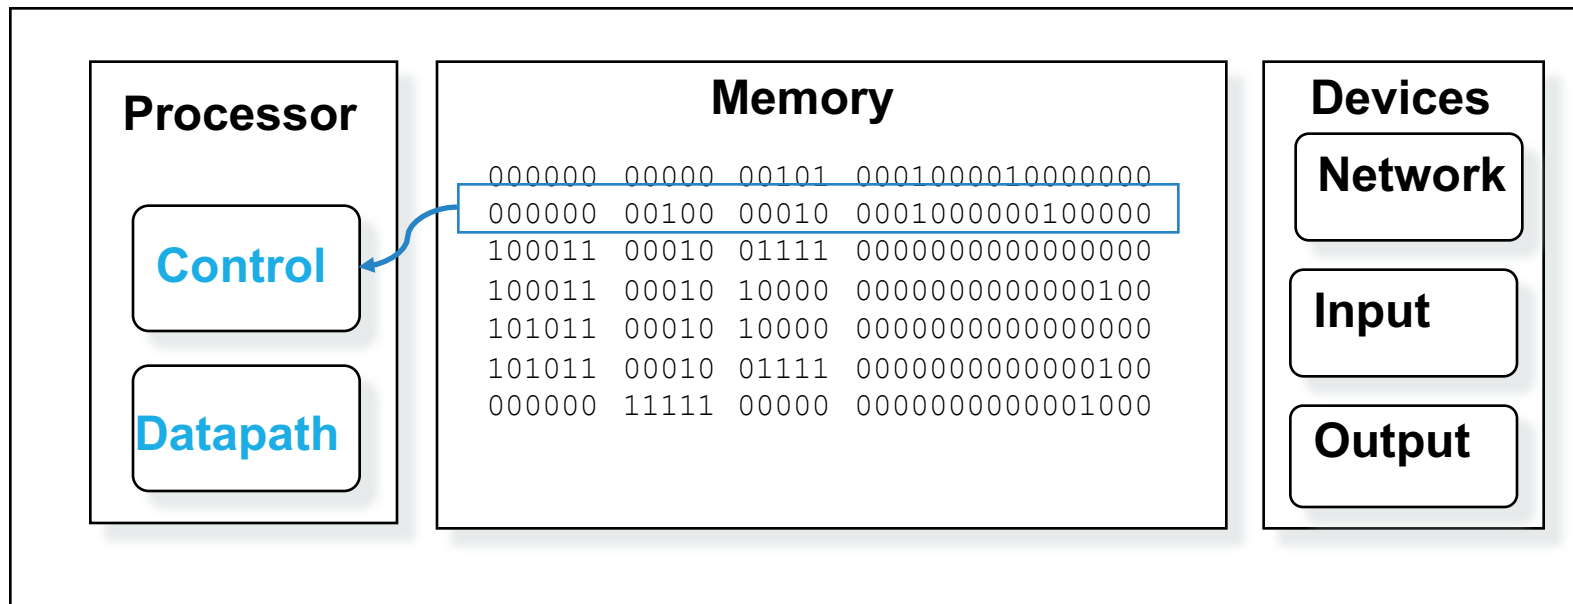 Processor
Control
Datapath
Memory
000000 00000 00101 0001000010000000
000000 00100 00010 0001000000100000
100011 00010 01111 0000000000000000
100011 00010 10000 0000000000000100
101011 00010 10000 0000000000000000
101011 00010 01111 0000000000000100
000000 11111 00000 0000000000001000
Devices
Network
Input
Output